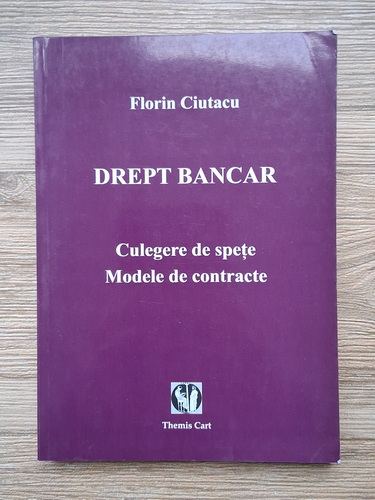 Florin Ciutacu
DREPT BANCAR
Culegere de spețe
Modele de contracte
Themis Cart